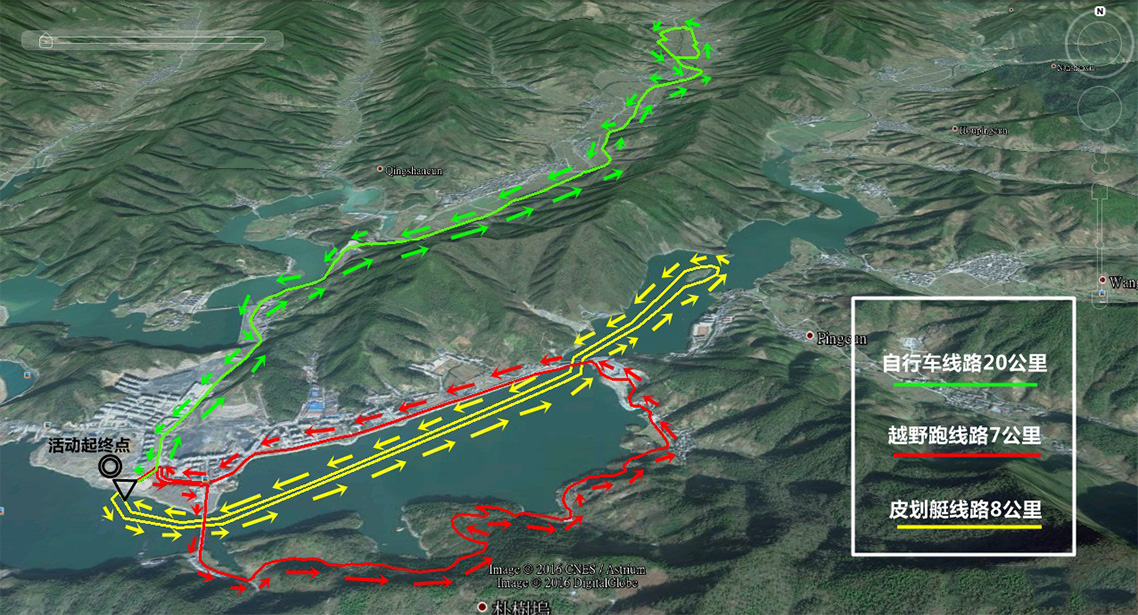 N
Qingshancun
Pingcun
Wang
自行车线路20公里
越野跑线路7公里
皮划艇线路8公里
活动起终点
Image © 2016 CNES / Astrium
Image © 2016 DigitalGlobe
朴樹塢